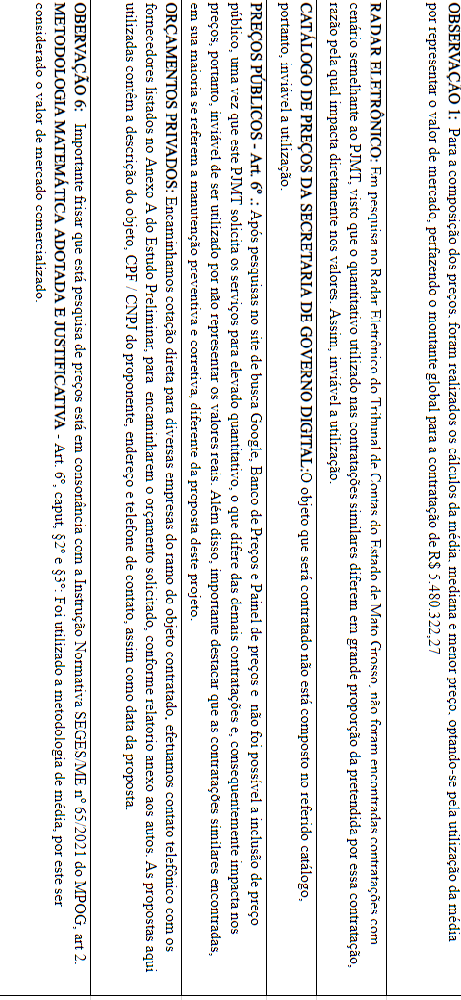 OBSERVAÇÃO 1: Para a composição dos preços, foram realizados os cálculos da média, mediana e menor preço, optando-se pela utilização da média
por representar o valor de mercado, perfazendo o montante global para a contratação de R$ 5.480.322,27
RADAR ELETRÔNICO: Em pesquisa no Radar Eletrônico do Tribunal de Contas do Estado de Mato Grosso, não foram encontradas contratações com
cenário semelhante ao PJMT, visto que o quantitativo utilizado nas contratações similares diferem em grande proporção da pretendida por essa contratação,
razão pela qual impacta diretamente nos valores. Assim, inviável a utilização.
CATÁLOGO DE PREÇOS DA SECRETARIA DE GOVERNO DIGITAL:O objeto que será contratado não está composto no referido catálogo,
portanto, inviável a utilização.
PREÇOS PÚBLICOS - Art. 6º .: Após pesquisas no site de busca Google, Banco de Preços e Painel de preços e não foi possível a inclusão de preço
público, uma vez que este PJMT solicita os serviços para elevado quantitativo, o que difere das demais contratações e, consequentemente impacta nos
preços, portanto, inviável de ser utilizado por não representar os valores reais. Além disso, importante destacar que as contratações similares encontradas,
em sua maioria se referem a manutenção preventiva e corretiva, diferente da proposta deste projeto.
ORÇAMENTOS PRIVADOS: Encaminhamos cotação direta para diversas empresas do ramo do objeto contratado, efetuamos contato telefônico com os
fornecedores listados no Anexo A do Estudo Preliminar, para encaminharem o orçamento solicitado, conforme relatorio anexo aos autos. As propostas aqui
utilizadas contêm a descrição do objeto, CPF / CNPJ do proponente, endereço e telefone de contato, assim como data da proposta.
OBERVAÇÃO 6: Importante frisar que está pesquisa de preços está em consonância com a Instrução Normativa SEGES/ME nº 65/2021 do MPOG, art 2.
METODOLOGIA MATEMÁTICA ADOTADA E JUSTIFICATIVA - Art. 6º, caput, §2º e §3º: Foi utilizado a metodologia de média, por este ser
considerado o valor de mercado comercializado.